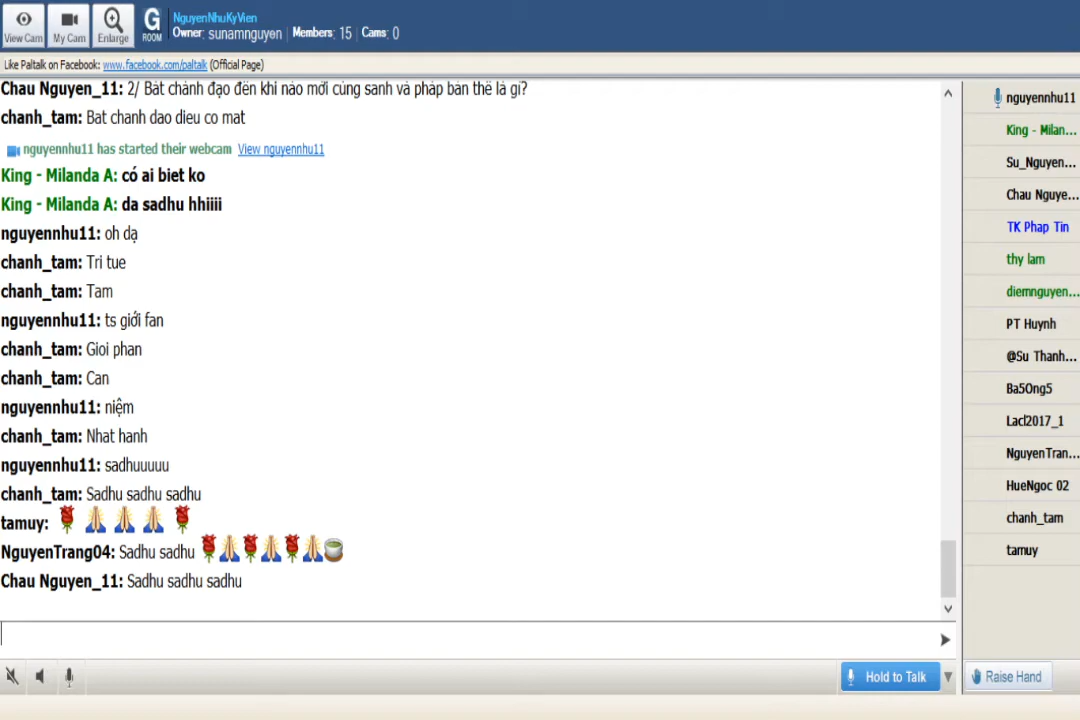 View Cam
My Cam
Enlarge
G ROOM
NguyenNhuKyVien
Owner: sunamnguyen | Members: 15 | Cams: 0
Like Paltalk on Facebook: www.facebook.com/paltalk (Official Page)
Chau Nguyen_11: 2/ Bát chánh đạo đến khi nào mới cùng sanh và pháp bản thể là gì?
chanh_tam: Bat chanh dao dieu co mat
nguyennhu11 has started their webcam View nguyennhu11
King - Milanda A: có ai biet ko
King - Milanda A: da sadhu hhiiii
nguyennhu11: oh dạ
chanh_tam: Tri tue
chanh_tam: Tam
nguyennhu11: ts giới fan
chanh_tam: Gioi phan
chanh_tam: Can
nguyennhu11: niệm
chanh_tam: Nhat hanh
nguyennhu11: sadhuuuuu
chanh_tam: Sadhu sadhu sadhu
tamuy: 🌹 🙏 🙏 🙏 🌹
NguyenTrang04: Sadhu sadhu 🌹🙏🌹🙏🌹🙏🍵
Chau Nguyen_11: Sadhu sadhu sadhu
Hold to Talk
nguyennhu11
King - Milan...
Su_Nguyen...
Chau Nguye...
TK Phap Tin
thy lam
diemnguyen...
PT Huynh
@Su Thanh...
Ba5Ong5
Lacl2017_1
NguyenTran...
HueNgoc 02
chanh_tam
tamuy
Raise Hand